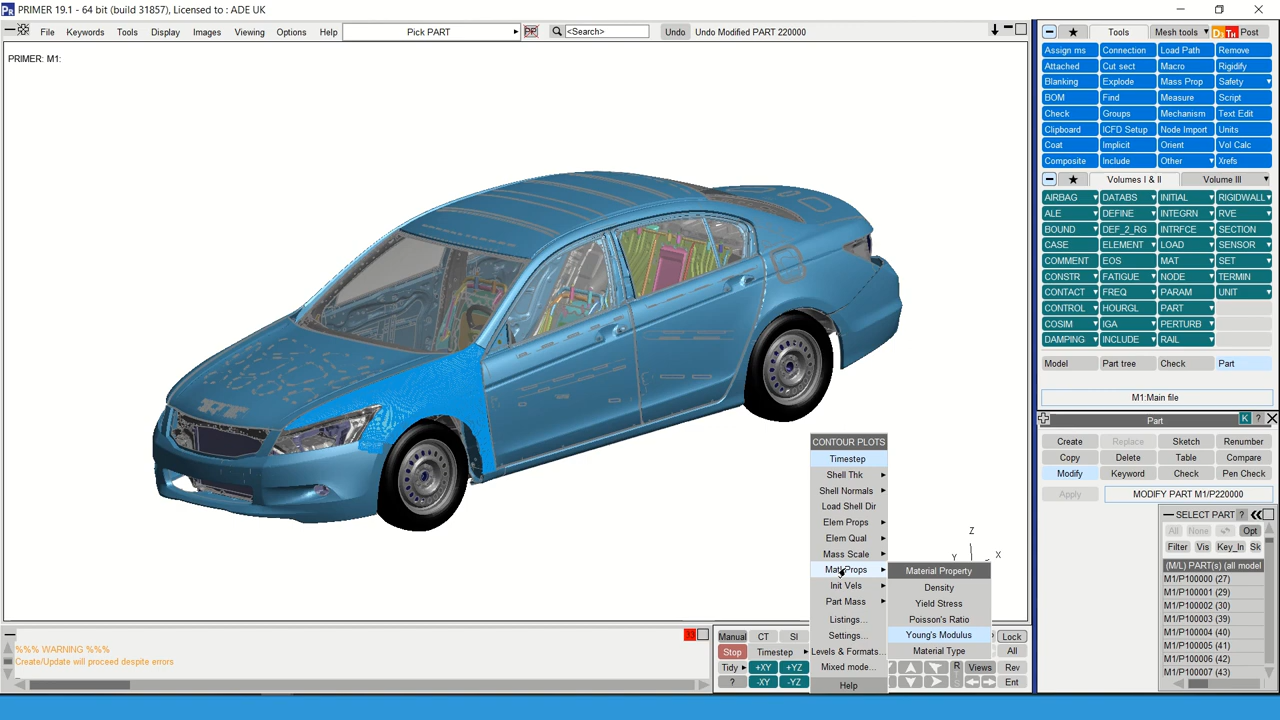 PRIMER 19.1 - 64 bit (build 31857), Licensed to : ADE UK
File Keywords Tools Display Images Viewing Options Help Pick PART <Search> Undo Undo Modified PART 220000
PRIMER: M1:
Tools Mesh tools Post
Assign ms Connection Load Path Remove
Attached Cut sect Macro Rigidify
Blanking Explode Mass Prop Safety
BOM Find Measure Script
Check Groups Mechanism Text Edit
Clipboard ICFD Setup Node Import Units
Coat Implicit Orient Vol Calc
Composite Include Other Xrefs
Volumes I & II Volume III
AIRBAG DATABS INITIAL RIGIDWALL
ALE DEFINE INTEGRN RVE
BOUND DEF_2_RG INTRFCE SECTION
CASE ELEMENT LOAD SENSOR
COMMENT EOS MAT SET
CONSTR FATIGUE NODE TERMIN
CONTACT FREQ PARAM UNIT
CONTROL HOURGL PART
COSIM IGA PERTURB
DAMPING INCLUDE RAIL
Model Part tree Check Part
M1:Main file
Part K ?
Create Replace Sketch Renumber
Copy Delete Table Compare
Modify Keyword Check Pen Check
Apply MODIFY PART M1/P220000
SELECT PART ?
All None Opt
Filter Vis Key_In Sk
(M/L) PART(s) (all model
M1/P100000 (27)
M1/P100001 (29)
M1/P100002 (30)
M1/P100003 (39)
M1/P100004 (40)
M1/P100005 (41)
M1/P100006 (42)
M1/P100007 (43)
CONTOUR PLOTS
Timestep
Shell Thk
Shell Normals
Load Shell Dir
Elem Props
Elem Qual
Mass Scale
Matl Props
Init Vels
Part Mass
Listings...
Settings...
Levels & Formats...
Mixed mode...
Help
Material Property
Density
Yield Stress
Poisson's Ratio
Young's Modulus
Material Type
Z
Y X
%%% WARNING %%%
Create/Update will proceed despite errors
33
Manual CT SI Lock
Stop Timestep All
Tidy +XY +YZ R Views Rev
? -XY -YZ Ent